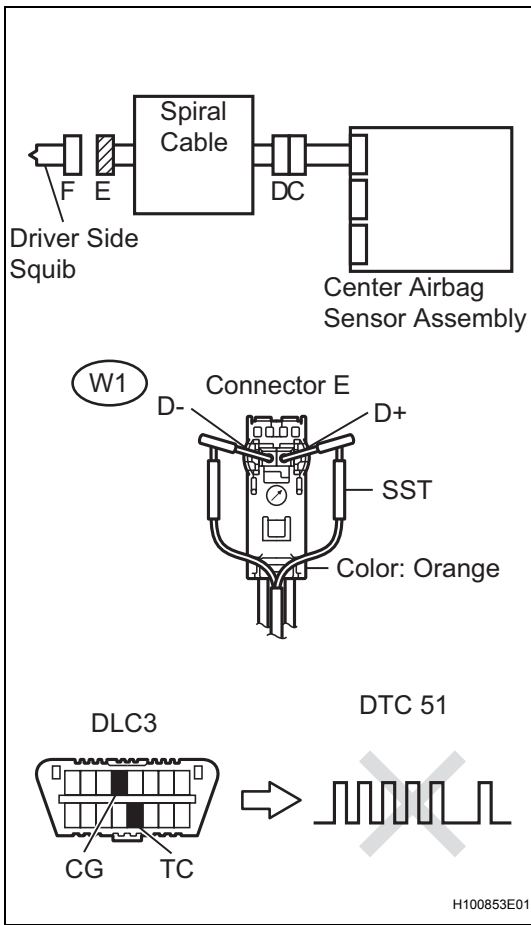 Spiral
Cable
F E
DC
Driver Side
Squib
Center Airbag
Sensor Assembly
W1
Connector E
D-
D+
SST
Color: Orange
DLC3
DTC 51
CG
TC
H100853E01